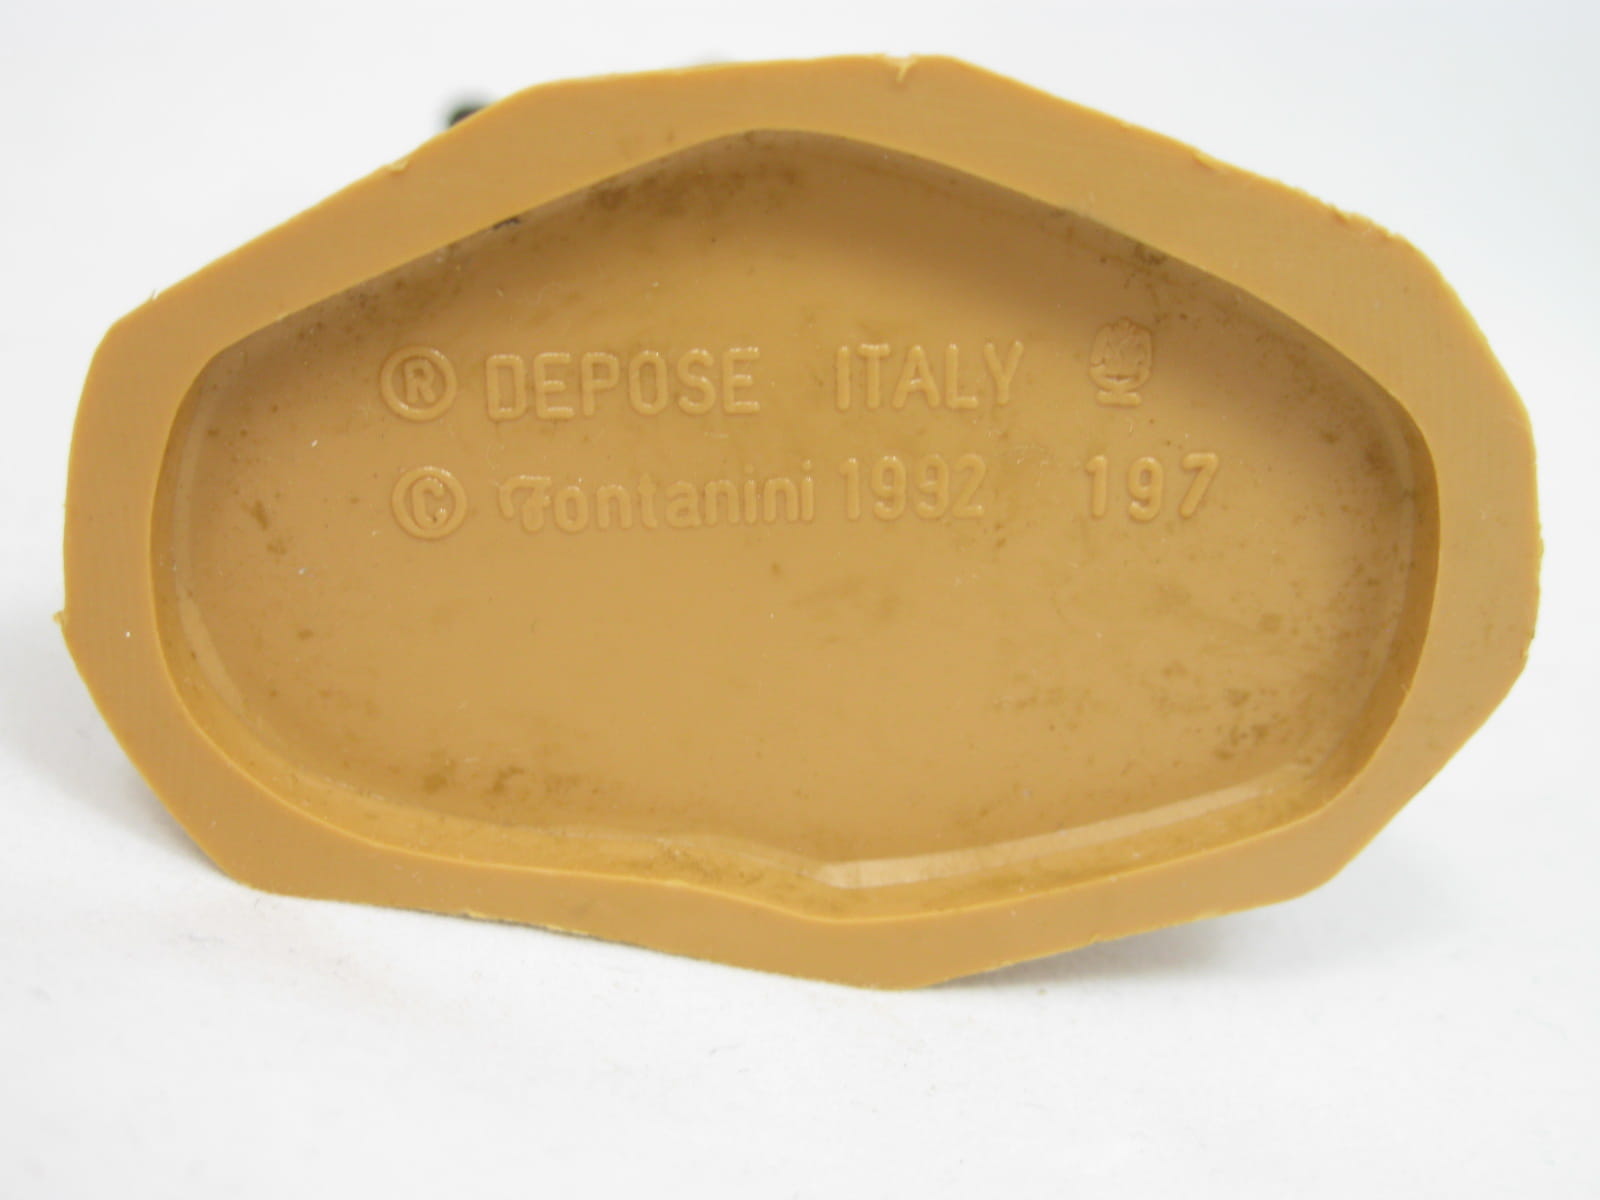 ® DEPOSE ITALY
© Fontanini 1992 197